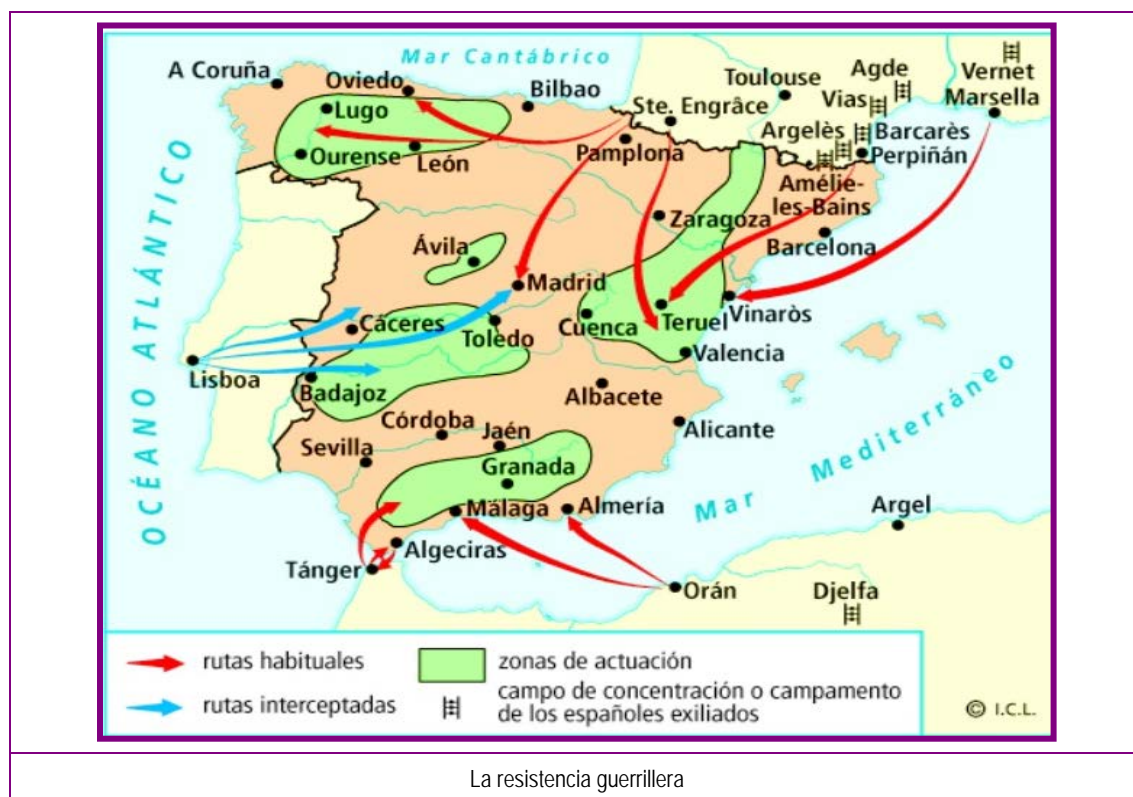 Mar Cantábrico
A Coruña
Oviedo
Bilbao
Toulouse
Agde
Vernet
Marsella
Lugo
Ste. Engrâce
Vias
Ourense
León
Pamplona
Argelès
Barcarès
Perpiñán
Amélie-
les-Bains
Zaragoza
Barcelona
OCÉANO ATLÁNTICO
Ávila
Madrid
Cáceres
Toledo
Cuenca
Teruel
Vinaròs
Lisboa
Valencia
Badajoz
Albacete
Córdoba
Jaén
Alicante
Sevilla
Granada
Mar Mediterráneo
Málaga
Almería
Argel
Algeciras
Tánger
Orán
Djelfa
rutas habituales
zonas de actuación
rutas interceptadas
campo de concentración o campamento
de los españoles exiliados
© I.C.L.
La resistencia guerrillera